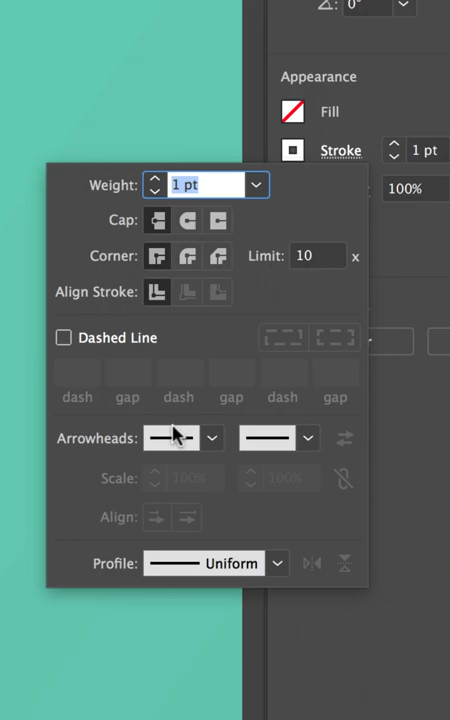 0°
Appearance
Fill
Stroke
1 pt
100%
Weight: 1 pt
Cap:
Corner:
Limit: 10 x
Align Stroke:
Dashed Line
dash gap dash gap dash gap
Arrowheads:
Scale: 100% 100%
Align:
Profile: Uniform